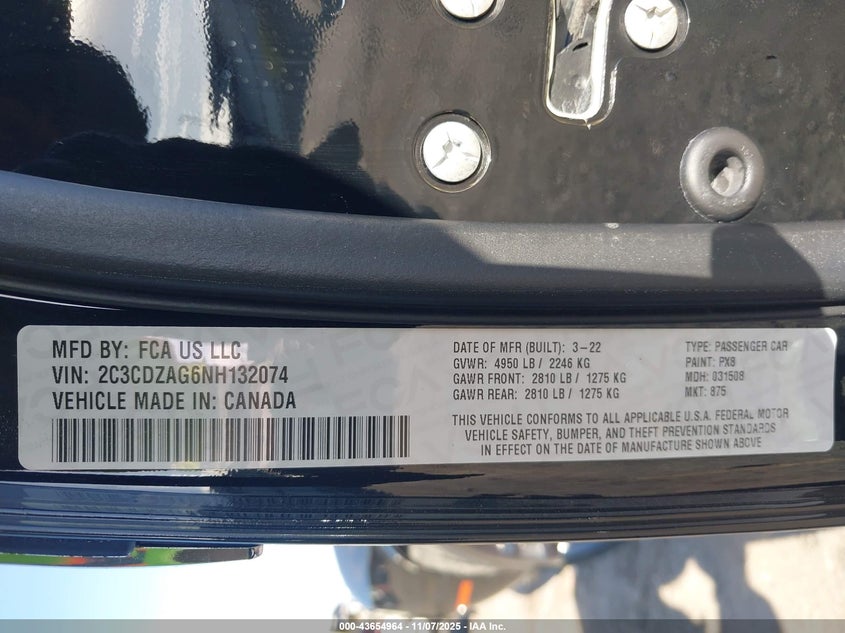 MFD BY: FCA US LLC
VIN: 2C3CDZAG6NH132074
VEHICLE MADE IN: CANADA
DATE OF MFR (BUILT): 3-22
GVWR: 4950 LB / 2246 KG
GAWR FRONT: 2810 LB / 1275 KG
GAWR REAR: 2810 LB / 1275 KG
TYPE: PASSENGER CAR
PAINT: PX8
MDH: 031508
MKT: 875
THIS VEHICLE CONFORMS TO ALL APPLICABLE U.S.A. FEDERAL MOTOR
VEHICLE SAFETY, BUMPER, AND THEFT PREVENTION STANDARDS
IN EFFECT ON THE DATE OF MANUFACTURE SHOWN ABOVE
000-43654964 - 11/07/2025 - IAA Inc.